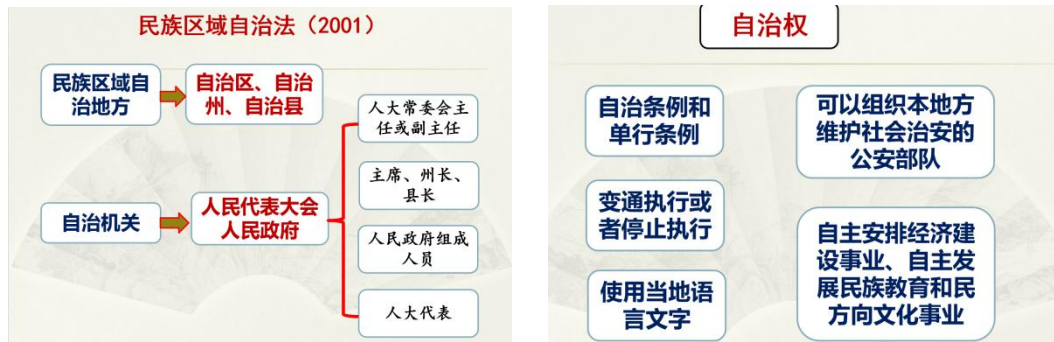 民族区域自治法（2001）
民族区域自
治地方
自治区、自治
州、自治县
自治机关
人民代表大会
人民政府
人大常委会主
任或副主任
主席、州长、
县长
人民政府组成
人员
人大代表
自治权
自治条例和
单行条例
变通执行或
者停止执行
使用当地语
言文字
可以组织本地方
维护社会治安的
公安部队
自主安排经济建
设事业、自主发
展民族教育和民
方向文化事业